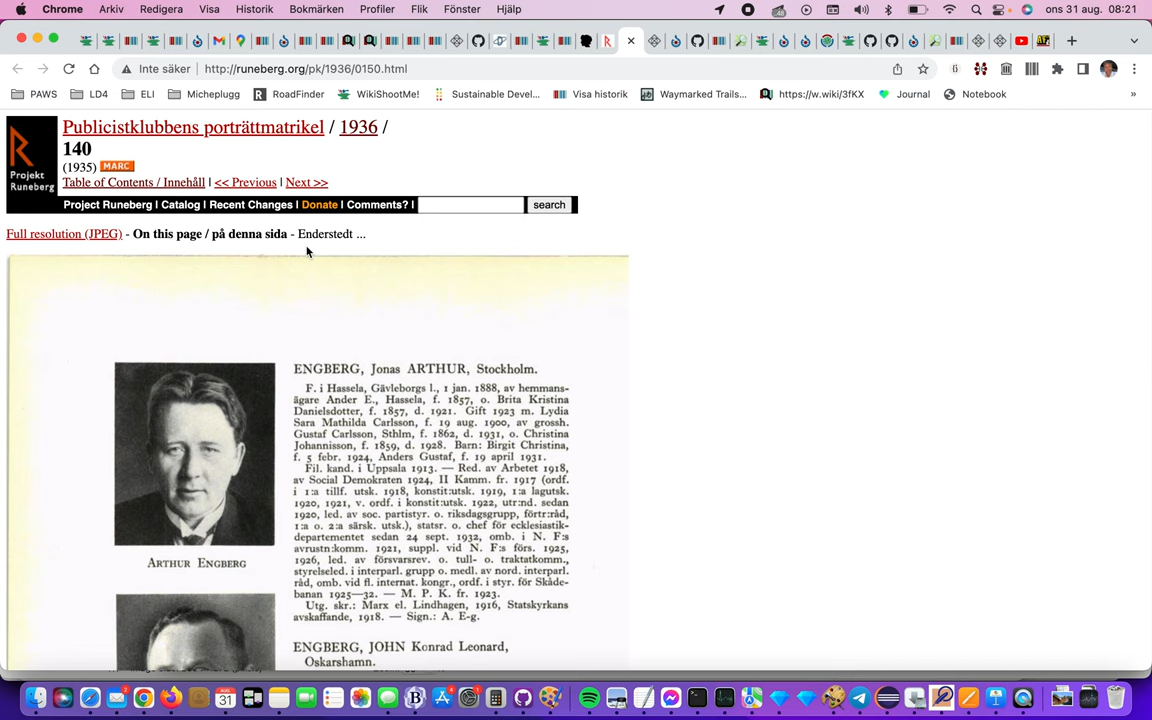 Chrome Arkiv Redigera Visa Historik Bokmärken Profiler Flik Fönster Hjälp ons 31 aug. 08:21
Inte säker http://runeberg.org/pk/1936/0150.html
PAWS LD4 ELI Micheplugg RoadFinder WikiShootMe! Sustainable Devel... Visa historik Waymarked Trails... https://w.wiki/3fKX Journal Notebook »
Publicistklubbens porträttmatrikel / 1936 /
140
(1935) MARC
Table of Contents / Innehåll | << Previous | Next >>
Projekt
Runeberg
Project Runeberg | Catalog | Recent Changes | Donate | Comments? | search
Full resolution (JPEG) - On this page / på denna sida - Enderstedt ...
ENGBERG, Jonas ARTHUR, Stockholm.
F. i Hassela, Gävleborgs l., 1 jan. 1888, av hemmans-
ägare Ander E., Hassela, f. 1857, o. Brita Kristina
Danielsdotter, f. 1857, d. 1921. Gift 1923 m. Lydia
Sara Mathilda Carlsson, f. 19 aug. 1900, av grossh.
Gustaf Carlsson, Sthlm, f. 1862, d. 1931, o. Christina
Johannisson, f. 1859, d. 1928. Barn: Birgit Christina,
f. 5 febr. 1924, Anders Gustaf, f. 19 april 1931.
Fil. kand. i Uppsala 1913. — Red. av Arbetet 1918,
av Social Demokraten 1924, II Kamm. fr. 1917 (ordf.
i 1:a tillf. utsk. 1918, konstit:utsk. 1919, 1:a lagutsk.
1920, 1921, v. ordf. i konstit:utsk. 1922, utr:nd. sedan
1920, led. av soc. partistyr. o. riksdagsgrupp, förtr:råd,
1:a o. 2:a särsk. utsk.), statsr. o. chef för ecklesiastik-
departementet sedan 24 sept. 1932, omb. i N. F:s
avrustn:komm. 1921, suppl. vid N. F:s förs. 1925,
1926, led. av försvarsrev. o. tull- o. traktatkomm.,
styrelseled. i interparl. grupp o. medl. av nord. interparl.
råd, omb. vid fl. internat. kongr., ordf. i styr. för Skåde-
banan 1925—32. — M. P. K. fr. 1923.
Utg. skr.: Marx el. Lindhagen, 1916, Statskyrkans
avskaffande, 1918. — Sign.: A. E-g.
ARTHUR ENGBERG
ENGBERG, JOHN Konrad Leonard,
Oskarshamn.